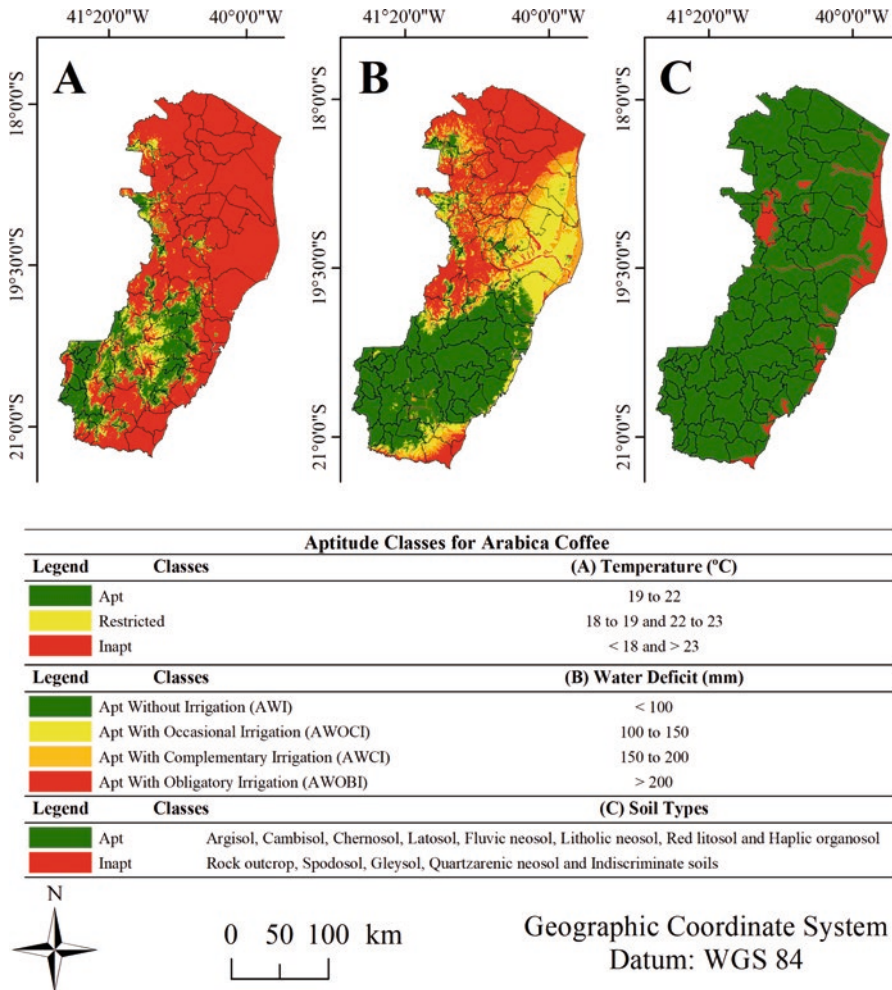 41°20'0"W 40°0'0"W 41°20'0"W 40°0'0"W 41°20'0"W 40°0'0"W
A B C
18°0'0"S 18°0'0"S 18°0'0"S
19°30'0"S 19°30'0"S 19°30'0"S
21°0'0"S 21°0'0"S 21°0'0"S
Aptitude Classes for Arabica Coffee
Legend Classes (A) Temperature (ºC)
Apt 19 to 22
Restricted 18 to 19 and 22 to 23
Inapt < 18 and > 23
Legend Classes (B) Water Deficit (mm)
Apt Without Irrigation (AWI) < 100
Apt With Occasional Irrigation (AWOCI) 100 to 150
Apt With Complementary Irrigation (AWCI) 150 to 200
Apt With Obligatory Irrigation (AWOBI) > 200
Legend Classes (C) Soil Types
Apt Argisol, Cambisol, Chernosol, Latosol, Fluvic neosol, Litholic neosol, Red litosol and Haplic organosol
Inapt Rock outcrop, Spodosol, Gleysol, Quartzarenic neosol and Indiscriminate soils
N
0 50 100 km
Geographic Coordinate System
Datum: WGS 84